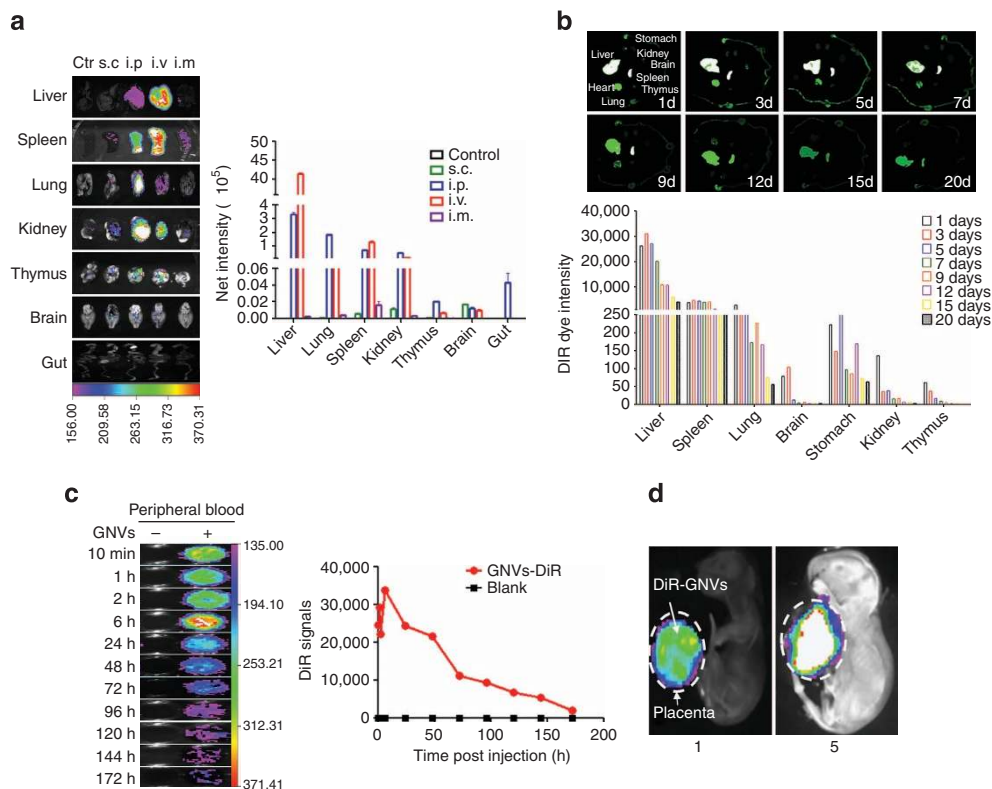 a
Ctr s.c i.p i.v i.m
Liver
Spleen
Lung
Kidney
Thymus
Brain
Gut
156.00
209.58
263.15
316.73
370.31
Net intensity ( 10⁵)
50
45
40
4
3
2
1
0.06
0.04
0.02
0.00
Control
s.c.
i.p.
i.v.
i.m.
Liver
Lung
Spleen
Kidney
Thymus
Brain
Gut
b
Stomach
Liver
Kidney
Brain
Spleen
Heart
Thymus
Lung
1d
3d
5d
7d
9d
12d
15d
20d
DIR dye intensity
40,000
30,000
20,000
10,000
250
200
150
100
50
0
1 days
3 days
5 days
7 days
9 days
12 days
15 days
20 days
Liver
Spleen
Lung
Brain
Stomach
Kidney
Thymus
c
Peripheral blood
GNVs − +
10 min
1 h
2 h
6 h
24 h
48 h
72 h
96 h
120 h
144 h
172 h
135.00
194.10
253.21
312.31
371.41
DiR signals
40,000
30,000
20,000
10,000
0
GNVs-DiR
Blank
0 50 100 150 200
Time post injection (h)
d
DiR-GNVs
Placenta
1
5